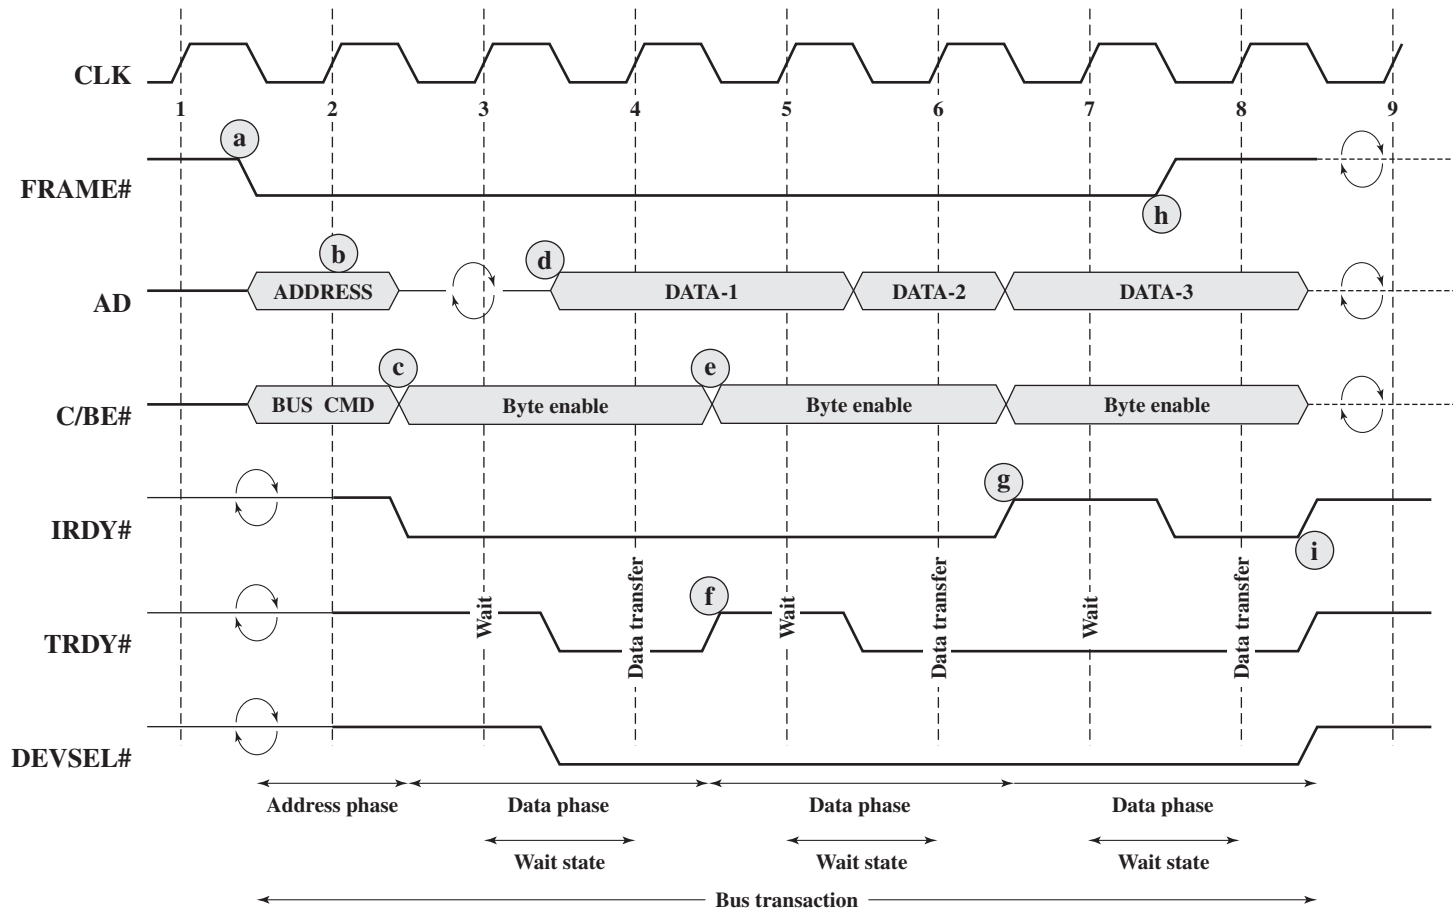 CLK
1 2 3 4 5 6 7 8 9
a
FRAME#
h
b
d
AD
ADDRESS DATA-1 DATA-2 DATA-3
c
e
C/BE#
BUS CMD Byte enable Byte enable Byte enable
g
IRDY#
i
f
TRDY#
Wait
Data transfer
Wait
Data transfer
Wait
Data transfer
DEVSEL#
Address phase Data phase Data phase Data phase
Wait state Wait state Wait state
Bus transaction